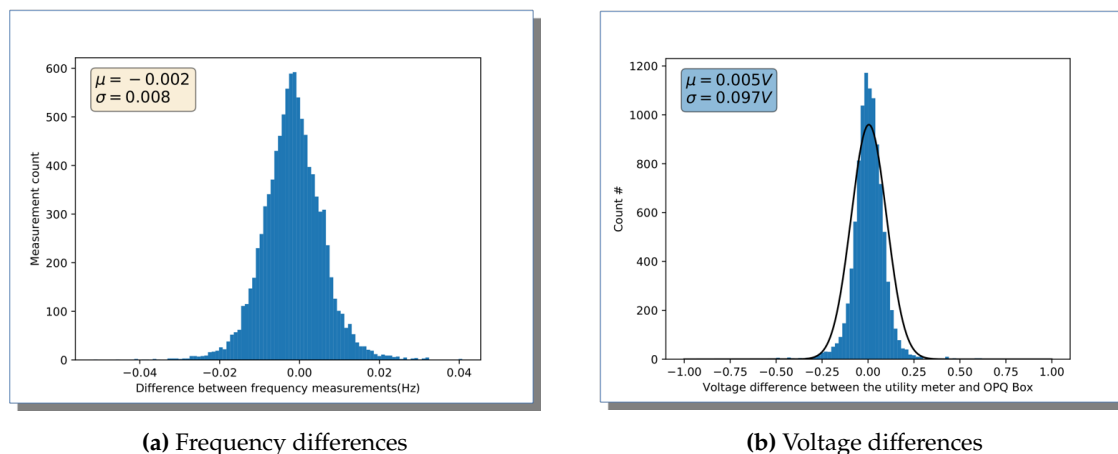 μ = −0.002
σ = 0.008
600
500
400
300
200
100
0
Measurement count
−0.04 −0.02 0.00 0.02 0.04
Difference between frequency measurements(Hz)
(a) Frequency differences
μ = 0.005V
σ = 0.097V
1200
1000
800
600
400
200
0
Count #
−1.00 −0.75 −0.50 −0.25 0.00 0.25 0.50 0.75 1.00
Voltage difference between the utility meter and OPQ Box
(b) Voltage differences